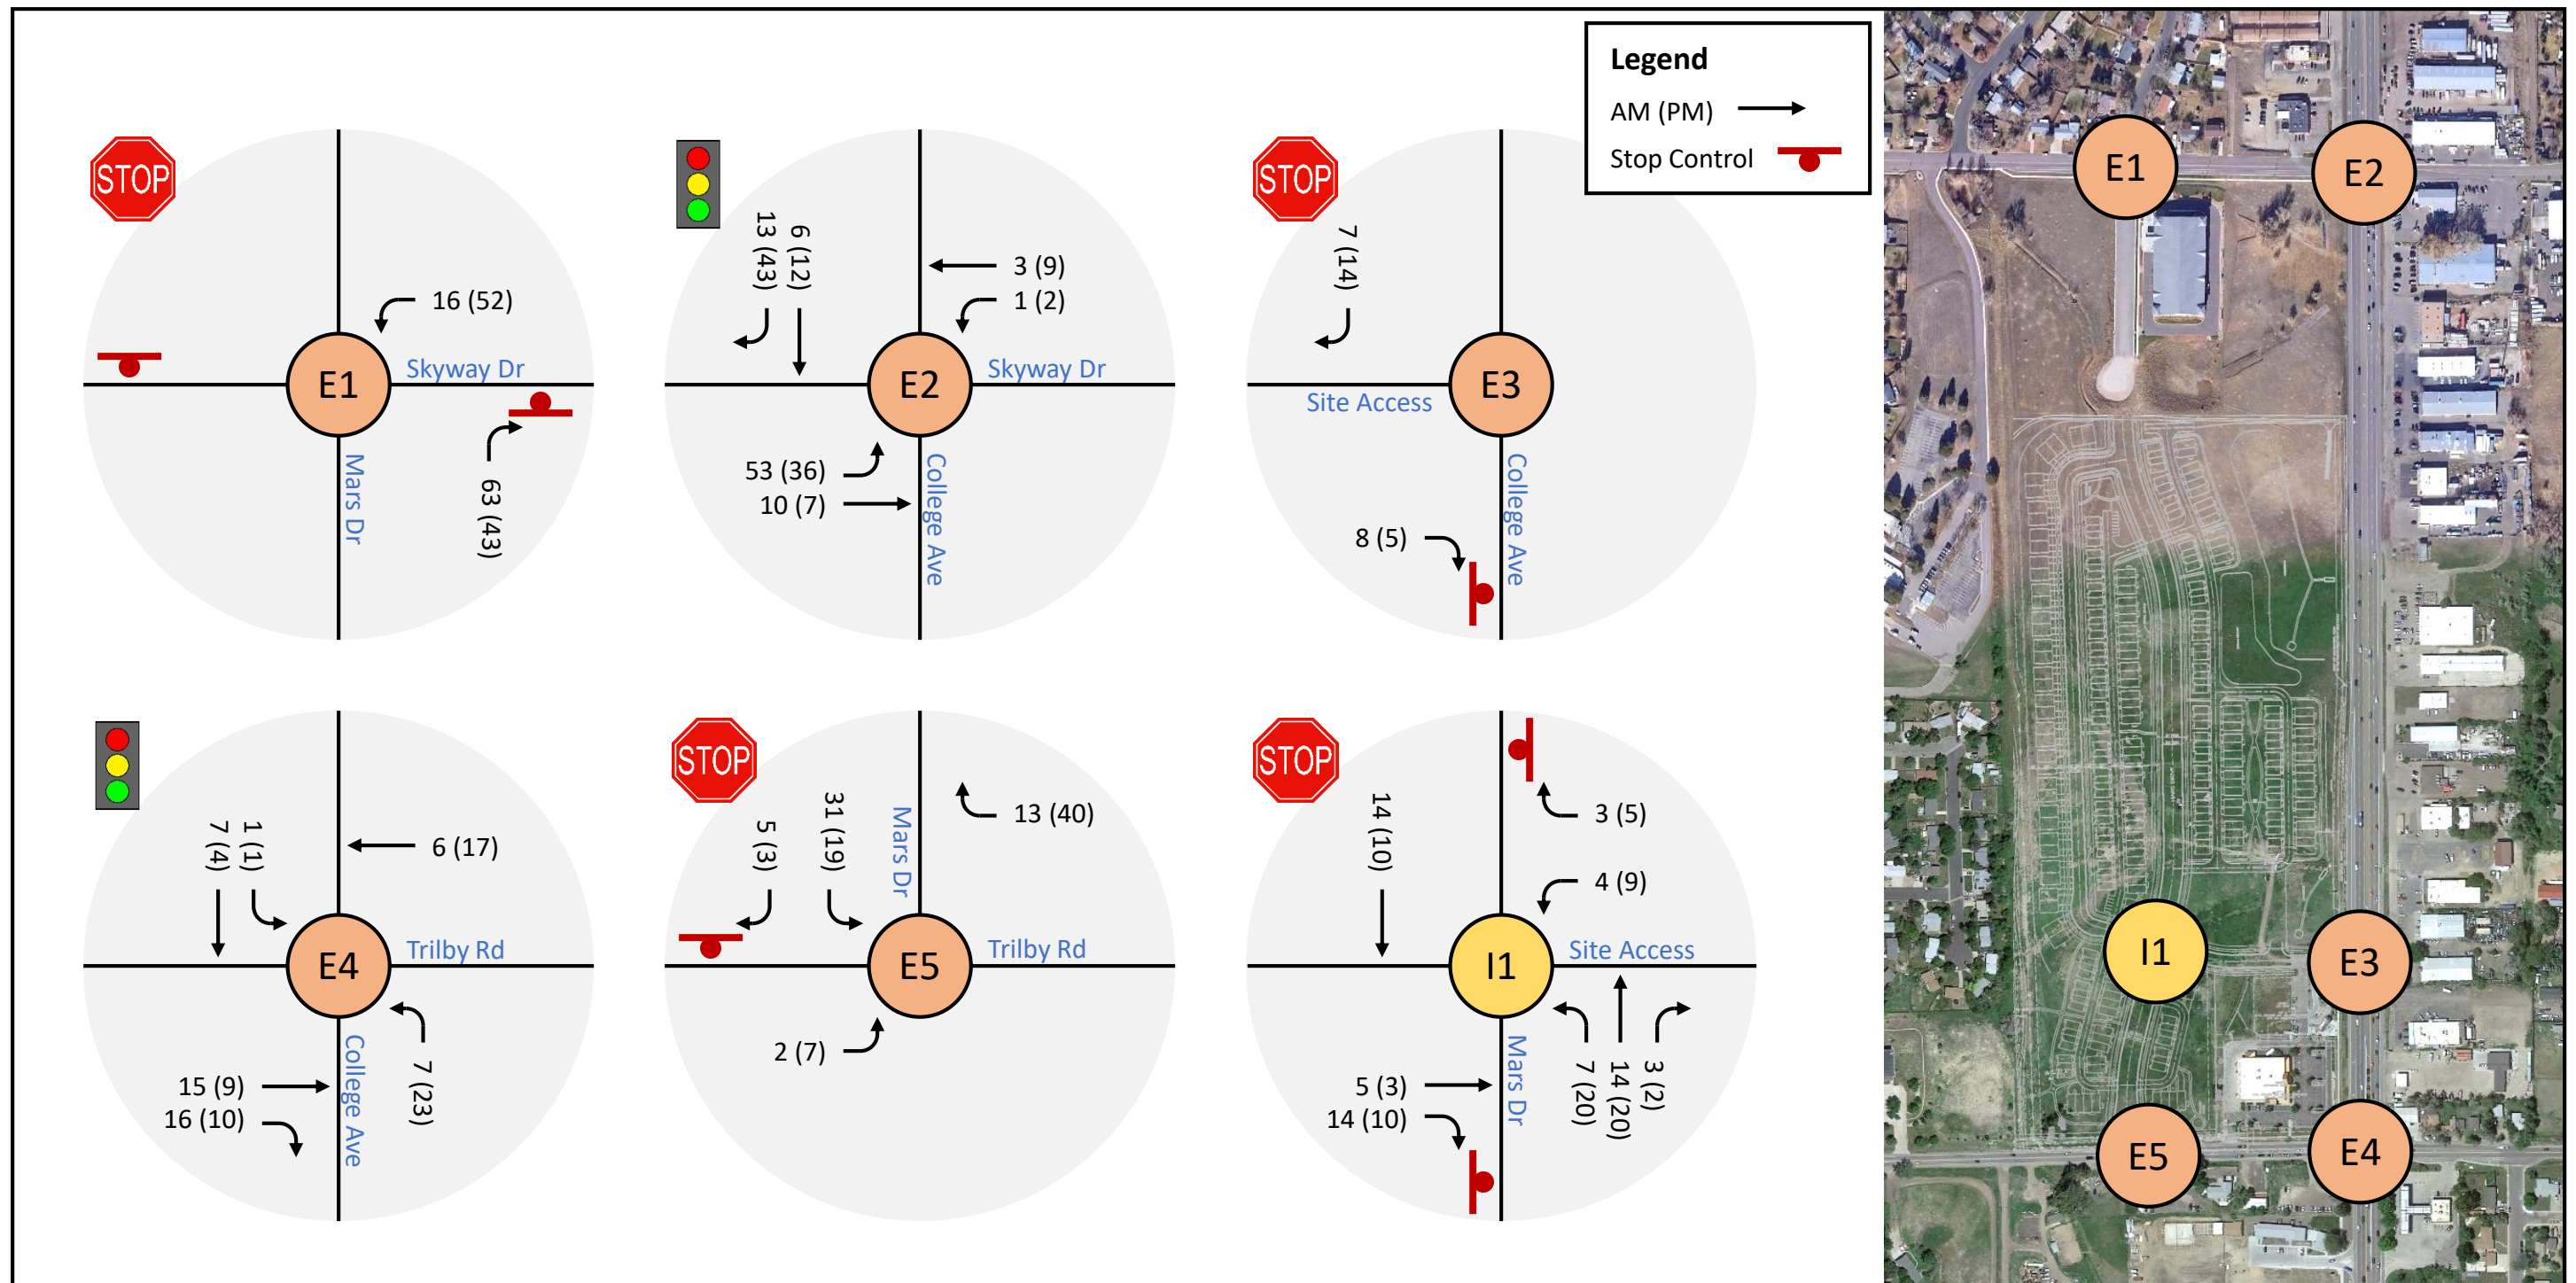 Legend
AM (PM)
Stop Control
STOP
16 (52)
E1
Skyway Dr
Mars Dr
63 (43)
13 (43)
6 (12)
3 (9)
1 (2)
E2
Skyway Dr
53 (36)
10 (7)
College Ave
STOP
7 (14)
E3
Site Access
College Ave
8 (5)
7 (4)
1 (1)
6 (17)
E4
Trilby Rd
15 (9)
16 (10)
College Ave
7 (23)
STOP
5 (3)
31 (19)
Mars Dr
13 (40)
E5
Trilby Rd
2 (7)
STOP
14 (10)
3 (5)
4 (9)
I1
Site Access
5 (3)
14 (10)
Mars Dr
7 (20)
14 (20)
3 (2)
E1
E2
I1
E3
E5
E4